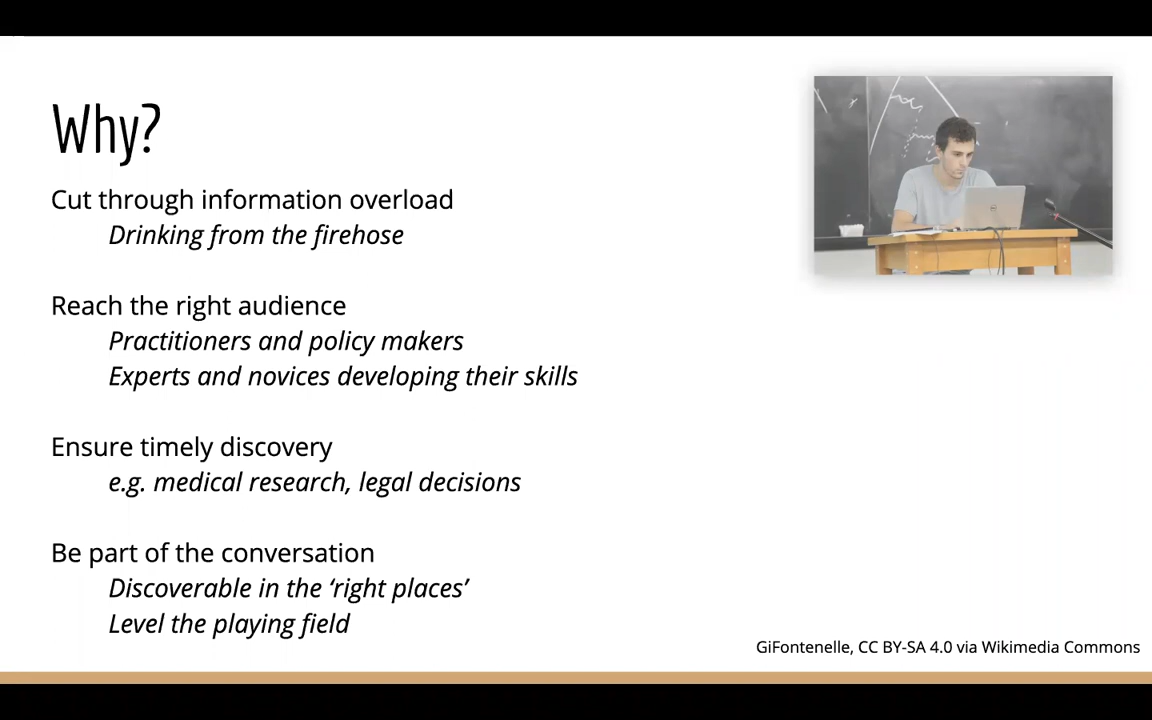 Why?
Cut through information overload
Drinking from the firehose
Reach the right audience
Practitioners and policy makers
Experts and novices developing their skills
Ensure timely discovery
e.g. medical research, legal decisions
Be part of the conversation
Discoverable in the ‘right places’
Level the playing field
GiFontenelle, CC BY-SA 4.0 via Wikimedia Commons